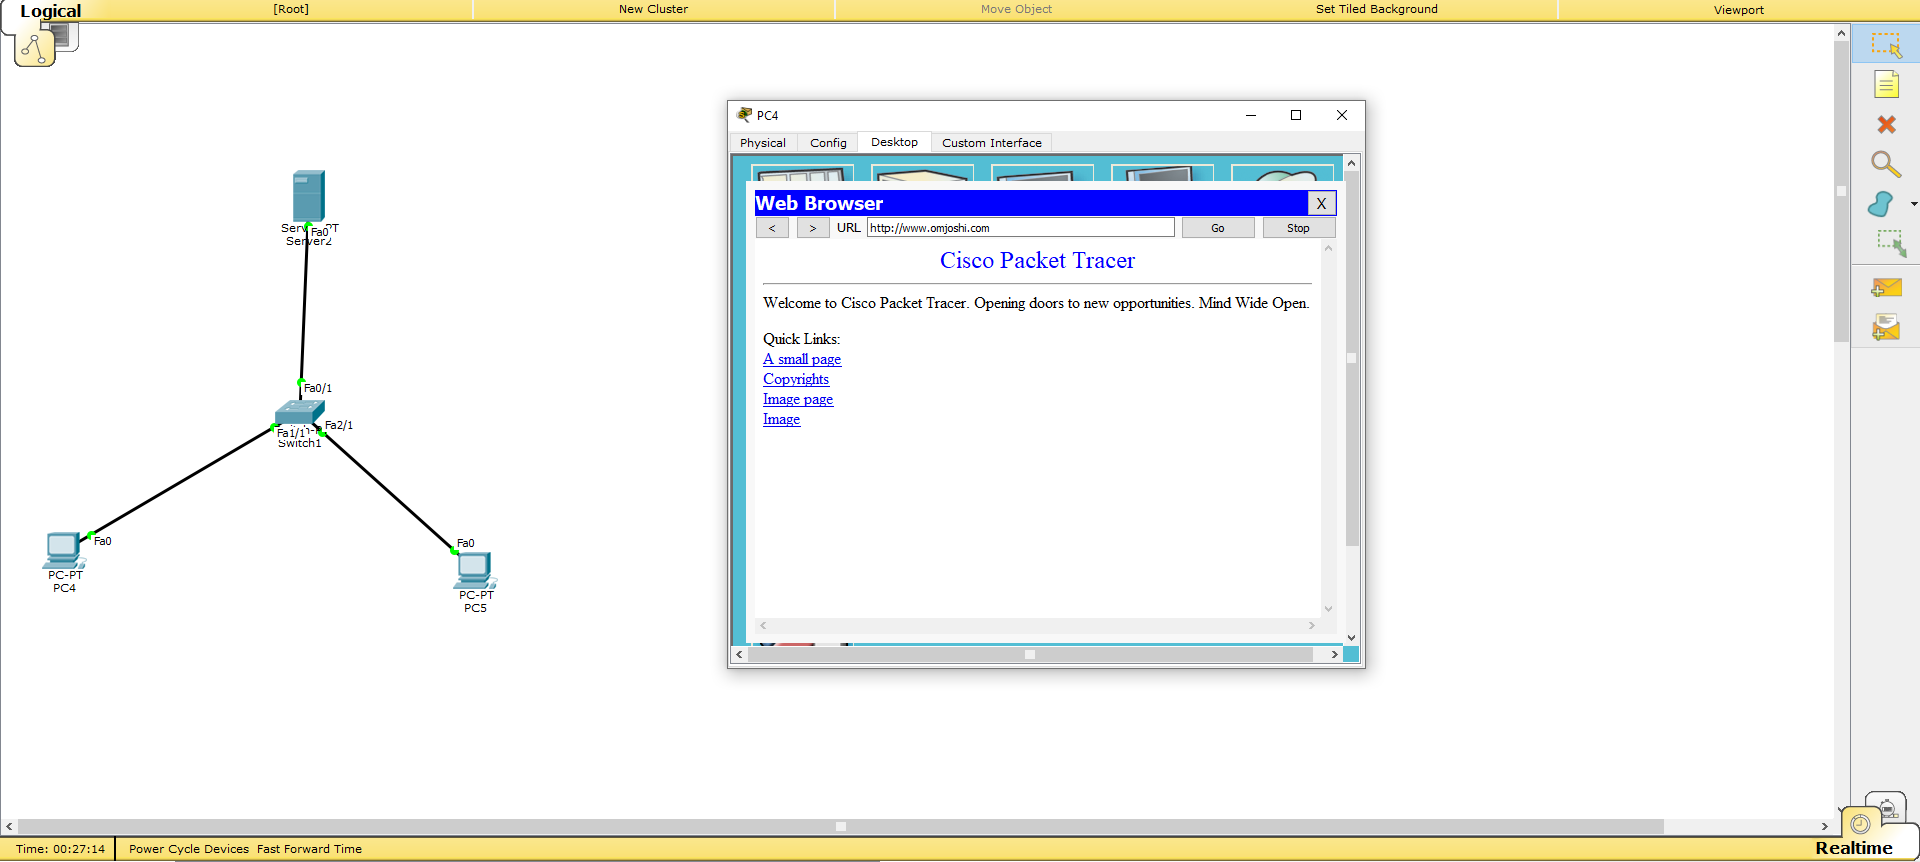 Logical
[Root]
New Cluster
Move Object
Set Tiled Background
Viewport
Fa0
Server2
Fa0/1
Fa2/1
Fa1/1
Switch1
Fa0
PC-PT
PC4
Fa0
PC-PT
PC5
PC4
Physical
Config
Desktop
Custom Interface
Web Browser
X
<
>
URL
http://www.omjoshi.com
Go
Stop
Cisco Packet Tracer
Welcome to Cisco Packet Tracer. Opening doors to new opportunities. Mind Wide Open.
Quick Links:
A small page
Copyrights
Image page
Image
Time: 00:27:14
Power Cycle Devices
Fast Forward Time
Realtime